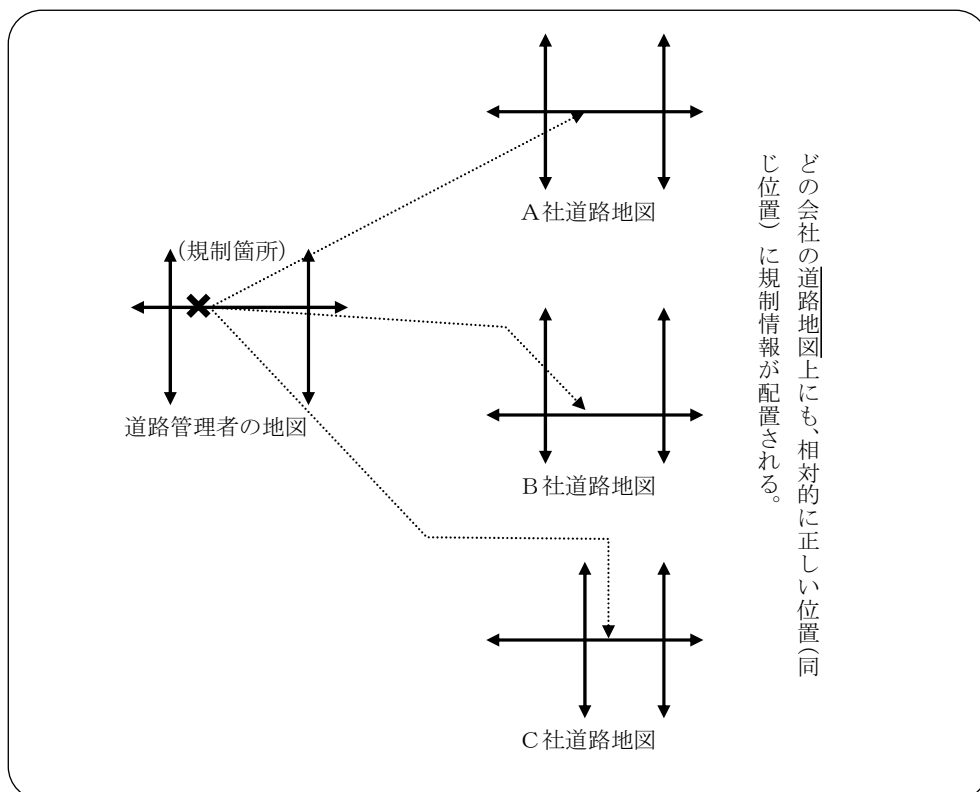 (規制箇所)
道路管理者の地図
A社道路地図
B社道路地図
C社道路地図
どの会社の道路地図上にも、相対的に正しい位置(同
じ位置)に規制情報が配置される。